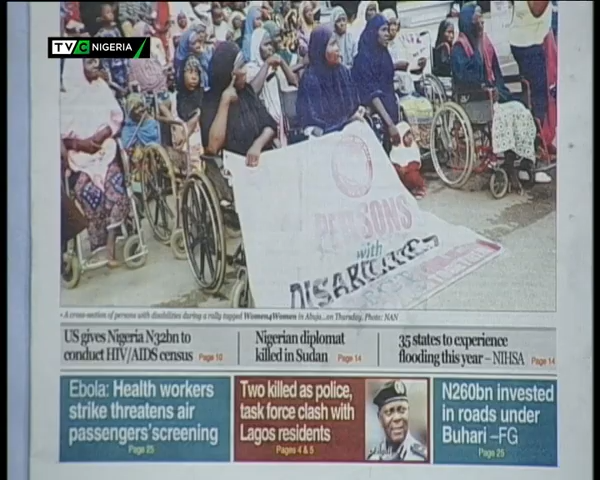 TVC NIGERIA
PERSONS
with
DISABILITIES
• A cross-section of persons with disabilities during a rally tagged Women4Women in Abuja...on Thursday. Photo: NAN
US gives Nigeria N32bn to
conduct HIV/AIDS census Page 10
Nigerian diplomat
killed in Sudan Page 14
35 states to experience
flooding this year – NIHSA Page 14
Ebola: Health workers
strike threatens air
passengers'screening
Page 25
Two killed as police,
task force clash with
Lagos residents
Pages 4 & 5
N260bn invested
in roads under
Buhari –FG
Page 25